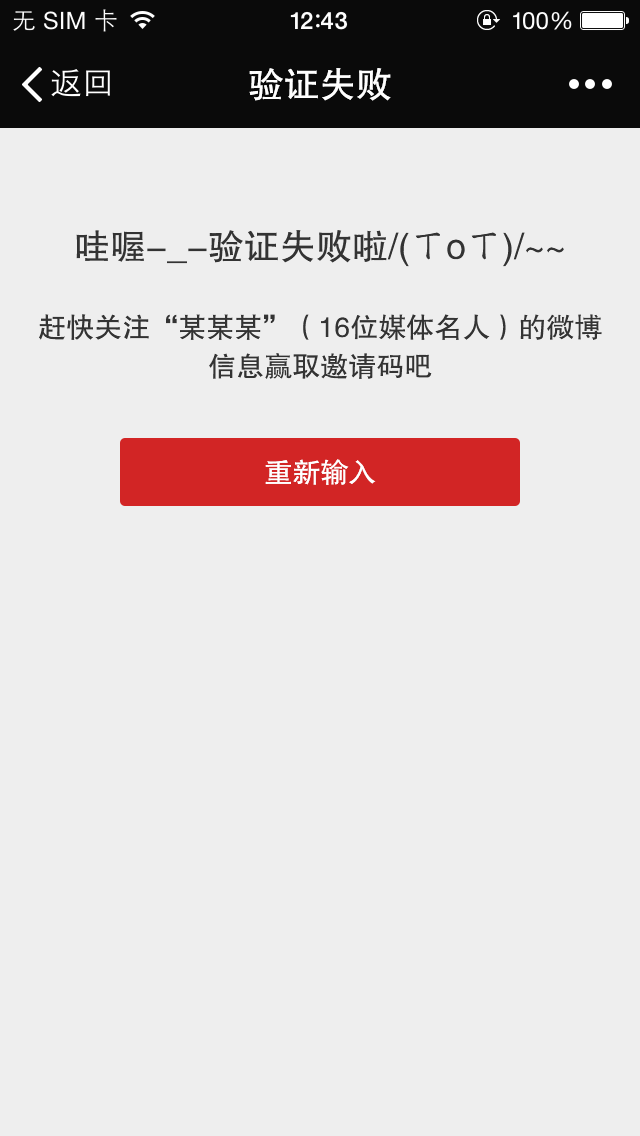 无 SIM 卡 12:43 100%
返回 验证失败
哇喔-_-验证失败啦/(ㄒoㄒ)/~~
赶快关注“某某某”（16位媒体名人）的微博
信息赢取邀请码吧
重新输入